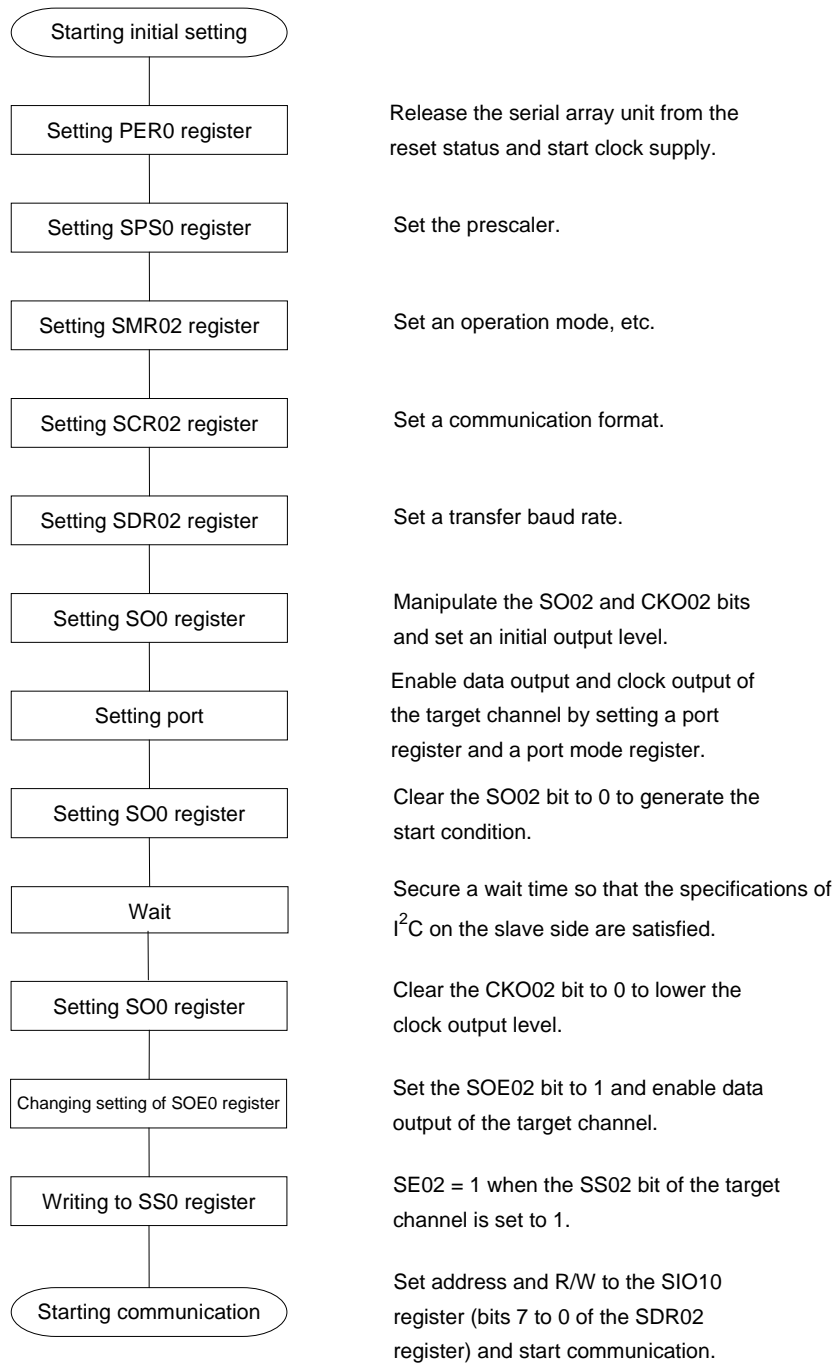 Starting initial setting
Setting PER0 register
Release the serial array unit from the
reset status and start clock supply.
Setting SPS0 register
Set the prescaler.
Setting SMR02 register
Set an operation mode, etc.
Setting SCR02 register
Set a communication format.
Setting SDR02 register
Set a transfer baud rate.
Setting SO0 register
Manipulate the SO02 and CKO02 bits
and set an initial output level.
Setting port
Enable data output and clock output of
the target channel by setting a port
register and a port mode register.
Setting SO0 register
Clear the SO02 bit to 0 to generate the
start condition.
Wait
Secure a wait time so that the specifications of
I²C on the slave side are satisfied.
Setting SO0 register
Clear the CKO02 bit to 0 to lower the
clock output level.
Changing setting of SOE0 register
Set the SOE02 bit to 1 and enable data
output of the target channel.
Writing to SS0 register
SE02 = 1 when the SS02 bit of the target
channel is set to 1.
Starting communication
Set address and R/W to the SIO10
register (bits 7 to 0 of the SDR02
register) and start communication.